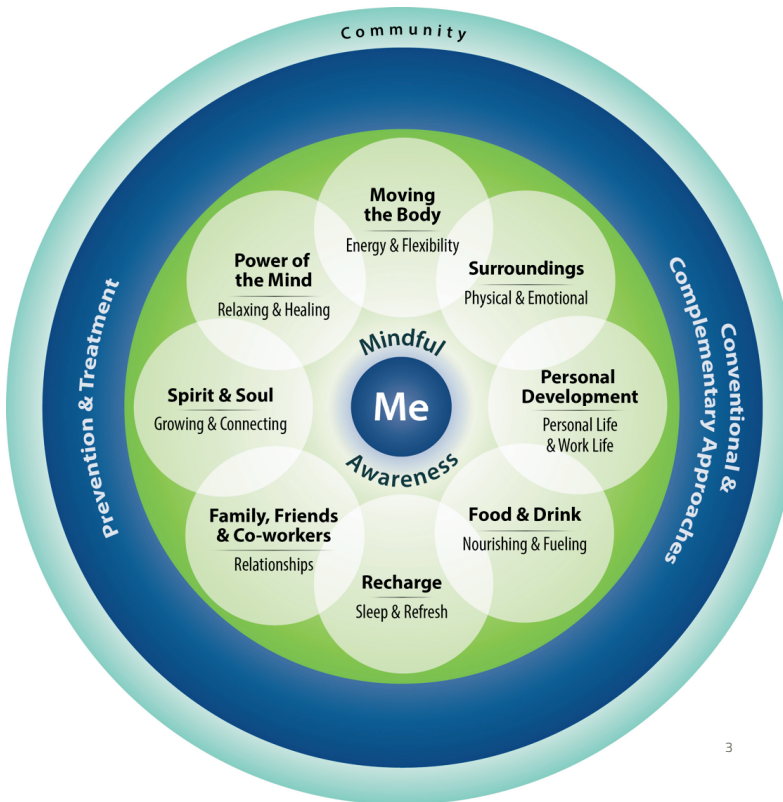 Community
Moving
the Body
Energy & Flexibility
Power of
the Mind
Relaxing & Healing
Surroundings
Physical & Emotional
Mindful
Me
Awareness
Spirit & Soul
Growing & Connecting
Personal
Development
Personal Life
& Work Life
Family, Friends
& Co-workers
Relationships
Food & Drink
Nourishing & Fueling
Recharge
Sleep & Refresh
Prevention & Treatment
Conventional &
Complementary Approaches
3